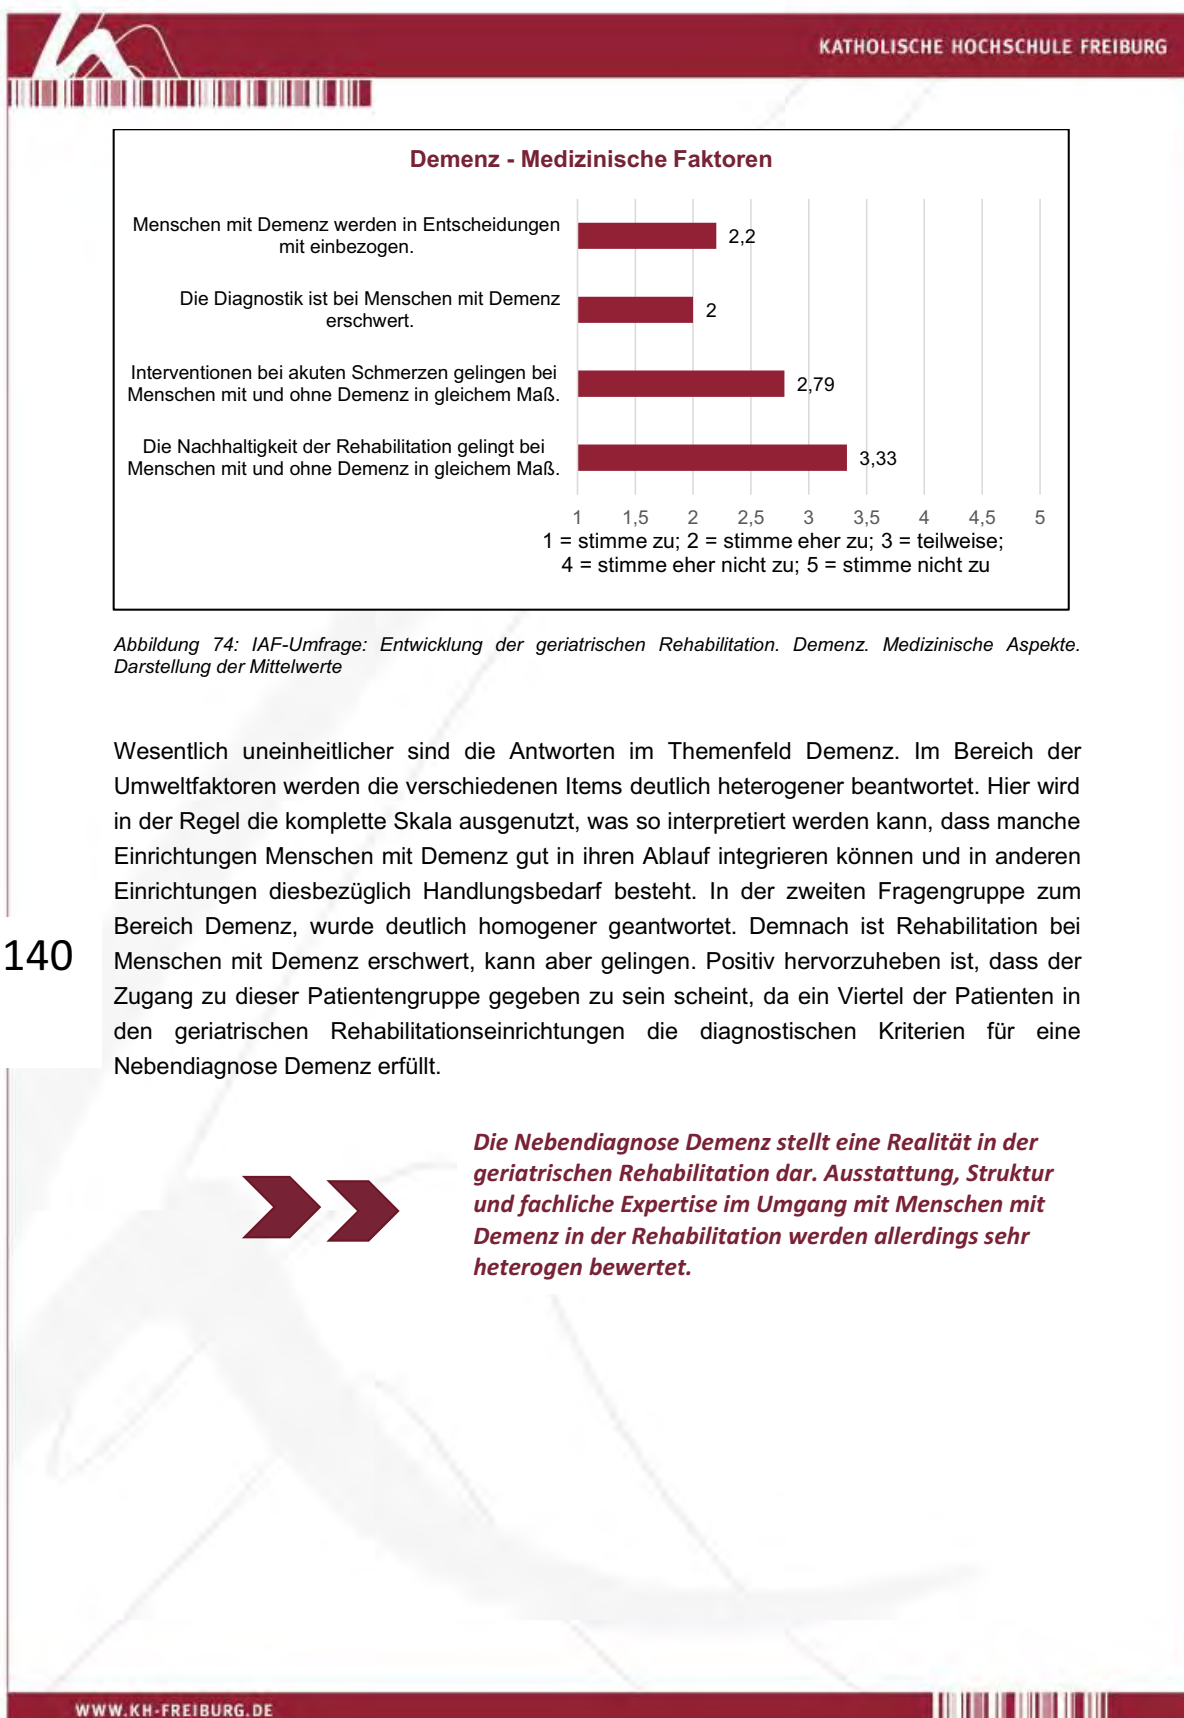 KATHOLISCHE HOCHSCHULE FREIBURG
Demenz - Medizinische Faktoren
Menschen mit Demenz werden in Entscheidungen
mit einbezogen.
2,2
Die Diagnostik ist bei Menschen mit Demenz
erschwert.
2
Interventionen bei akuten Schmerzen gelingen bei
Menschen mit und ohne Demenz in gleichem Maß.
2,79
Die Nachhaltigkeit der Rehabilitation gelingt bei
Menschen mit und ohne Demenz in gleichem Maß.
3,33
1 1,5 2 2,5 3 3,5 4 4,5 5
1 = stimme zu; 2 = stimme eher zu; 3 = teilweise;
4 = stimme eher nicht zu; 5 = stimme nicht zu
Abbildung 74: IAF-Umfrage: Entwicklung der geriatrischen Rehabilitation. Demenz. Medizinische Aspekte.
Darstellung der Mittelwerte
Wesentlich uneinheitlicher sind die Antworten im Themenfeld Demenz. Im Bereich der
Umweltfaktoren werden die verschiedenen Items deutlich heterogener beantwortet. Hier wird
in der Regel die komplette Skala ausgenutzt, was so interpretiert werden kann, dass manche
Einrichtungen Menschen mit Demenz gut in ihren Ablauf integrieren können und in anderen
Einrichtungen diesbezüglich Handlungsbedarf besteht. In der zweiten Fragengruppe zum
Bereich Demenz, wurde deutlich homogener geantwortet. Demnach ist Rehabilitation bei
Menschen mit Demenz erschwert, kann aber gelingen. Positiv hervorzuheben ist, dass der
Zugang zu dieser Patientengruppe gegeben zu sein scheint, da ein Viertel der Patienten in
den geriatrischen Rehabilitationseinrichtungen die diagnostischen Kriterien für eine
Nebendiagnose Demenz erfüllt.
140
Die Nebendiagnose Demenz stellt eine Realität in der
geriatrischen Rehabilitation dar. Ausstattung, Struktur
und fachliche Expertise im Umgang mit Menschen mit
Demenz in der Rehabilitation werden allerdings sehr
heterogen bewertet.
WWW.KH-FREIBURG.DE